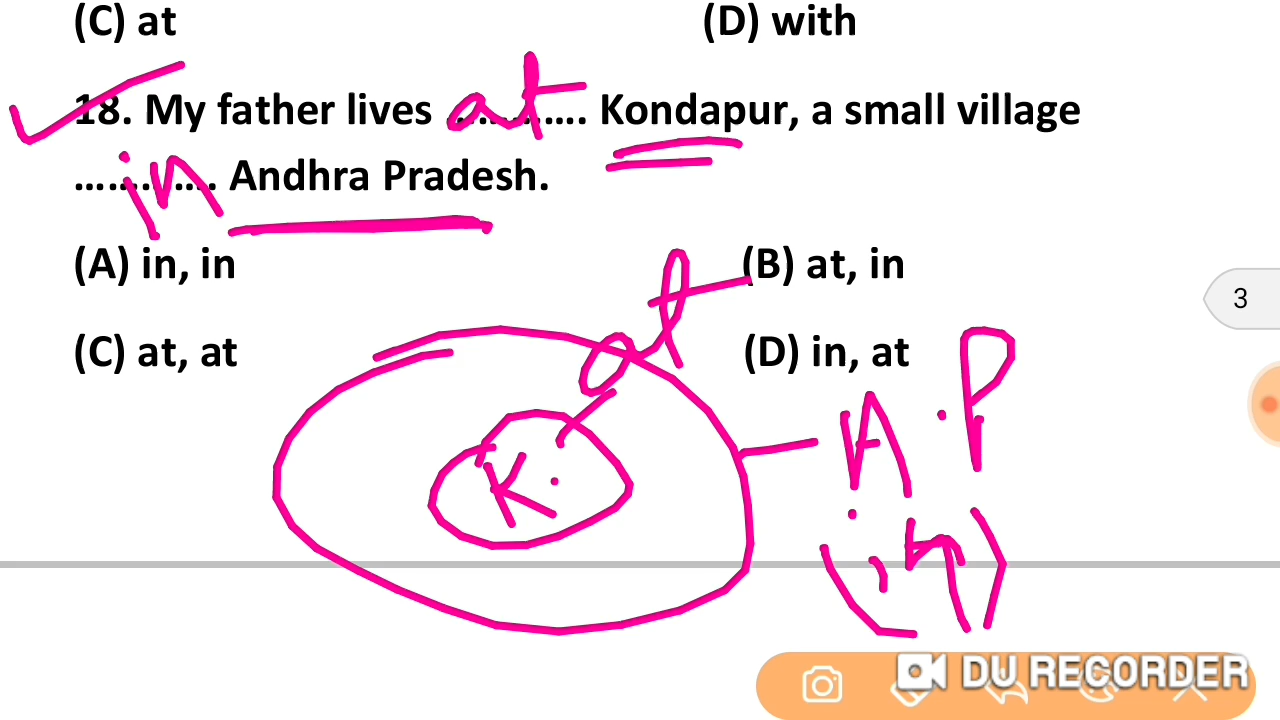 (C) at (D) with
18. My father lives at Kondapur, a small village
in Andhra Pradesh.
(A) in, in (B) at, in
at
(C) at, at (D) in, at
3
A.P
K.
(in)
DU RECORDER